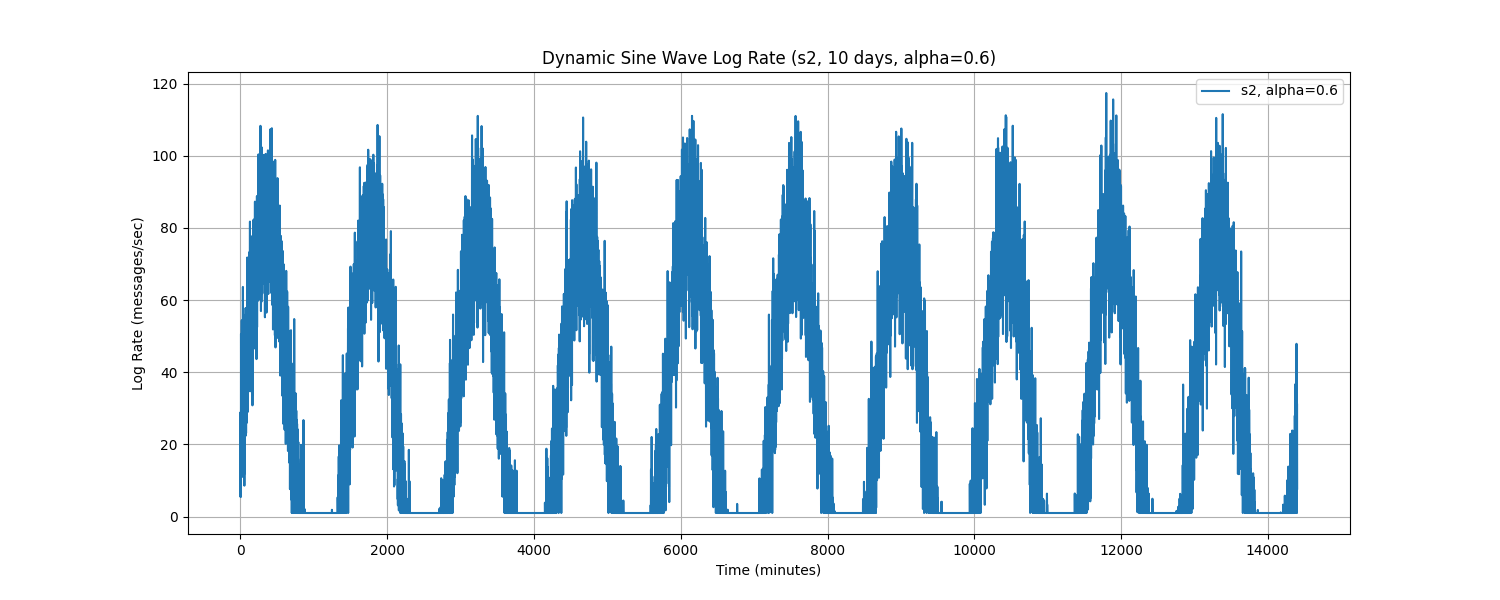 Dynamic Sine Wave Log Rate (s2, 10 days, alpha=0.6)
s2, alpha=0.6
Log Rate (messages/sec)
120
100
80
60
40
20
0
0 2000 4000 6000 8000 10000 12000 14000
Time (minutes)